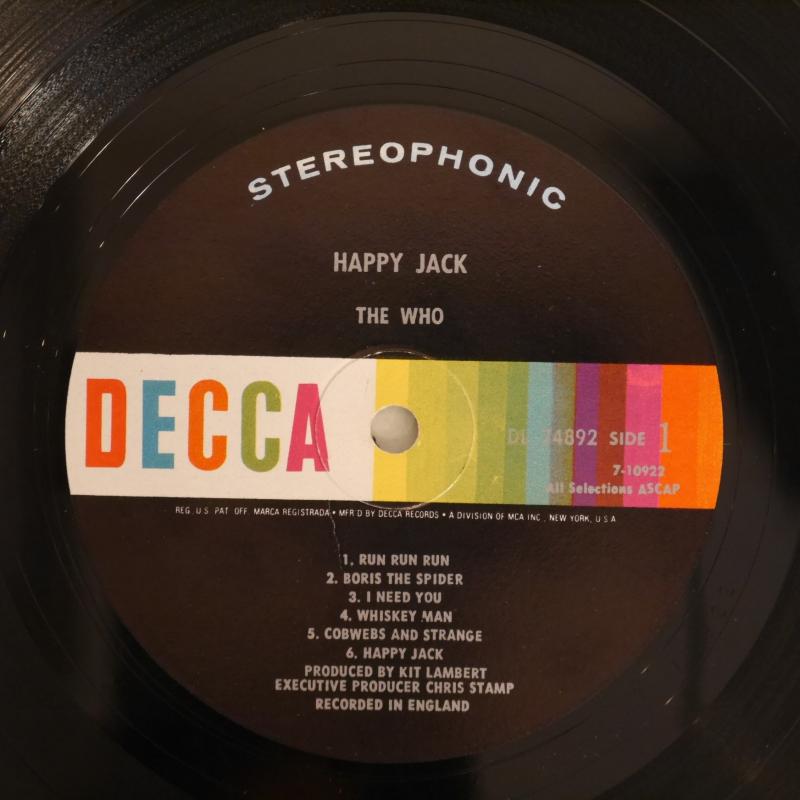 STEREOPHONIC
HAPPY JACK
THE WHO
DECCA
DL 74892 SIDE 1
7-10922
All Selections ASCAP
REG. U.S. PAT. OFF. MARCA REGISTRADA • MFR'D BY DECCA RECORDS • A DIVISION OF MCA INC., NEW YORK, U.S.A
1. RUN RUN RUN
2. BORIS THE SPIDER
3. I NEED YOU
4. WHISKEY MAN
5. COBWEBS AND STRANGE
6. HAPPY JACK
PRODUCED BY KIT LAMBERT
EXECUTIVE PRODUCER CHRIS STAMP
RECORDED IN ENGLAND